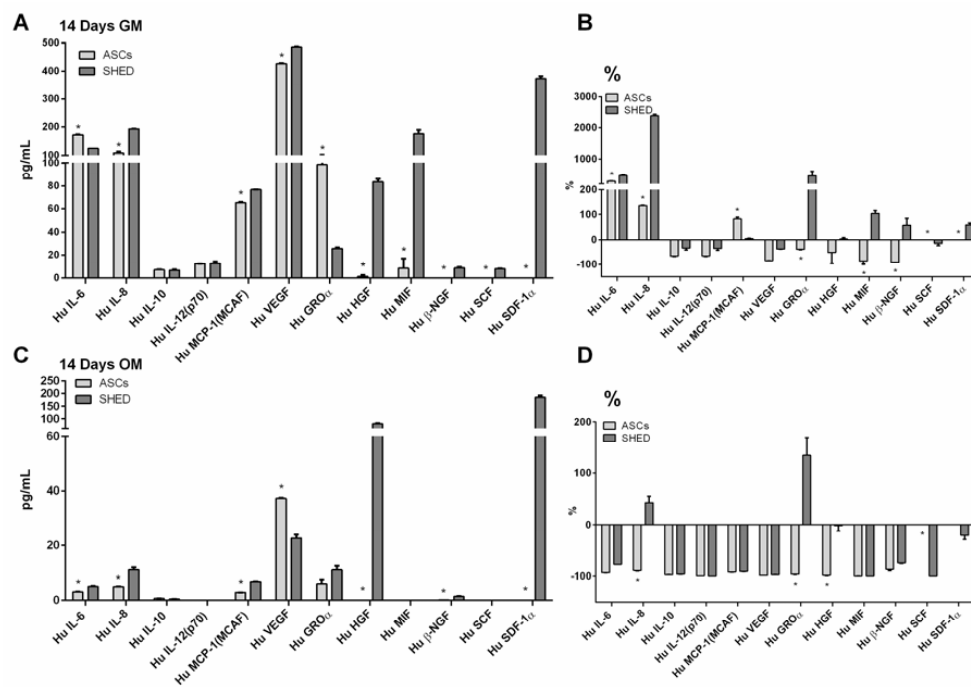 A
14 Days GM
ASCs
SHED
500
400
300
200
100
100
80
60
40
20
0
pg/mL
*
*
*
*
*
*
*
*
*
*
Hu IL-6
Hu IL-8
Hu IL-10
Hu IL-12(p70)
Hu MCP-1(MCAF)
Hu VEGF
Hu GROα
Hu HGF
Hu MIF
Hu β-NGF
Hu SCF
Hu SDF-1α
B
%
ASCs
SHED
3000
2000
1000
200
100
0
-100
%
*
*
*
*
*
*
*
*
Hu IL-6
Hu IL-8
Hu IL-10
Hu IL-12(p70)
Hu MCP-1(MCAF)
Hu VEGF
Hu GROα
Hu HGF
Hu MIF
Hu β-NGF
Hu SCF
Hu SDF-1α
C
14 Days OM
ASCs
SHED
250
200
150
100
50
60
40
20
0
pg/mL
*
*
*
*
*
*
*
Hu IL-6
Hu IL-8
Hu IL-10
Hu IL-12(p70)
Hu MCP-1(MCAF)
Hu VEGF
Hu GROα
Hu HGF
Hu MIF
Hu β-NGF
Hu SCF
Hu SDF-1α
D
%
ASCs
SHED
200
100
0
-100
%
*
*
*
*
Hu IL-6
Hu IL-8
Hu IL-10
Hu IL-12(p70)
Hu MCP-1(MCAF)
Hu VEGF
Hu GROα
Hu HGF
Hu MIF
Hu β-NGF
Hu SCF
Hu SDF-1α